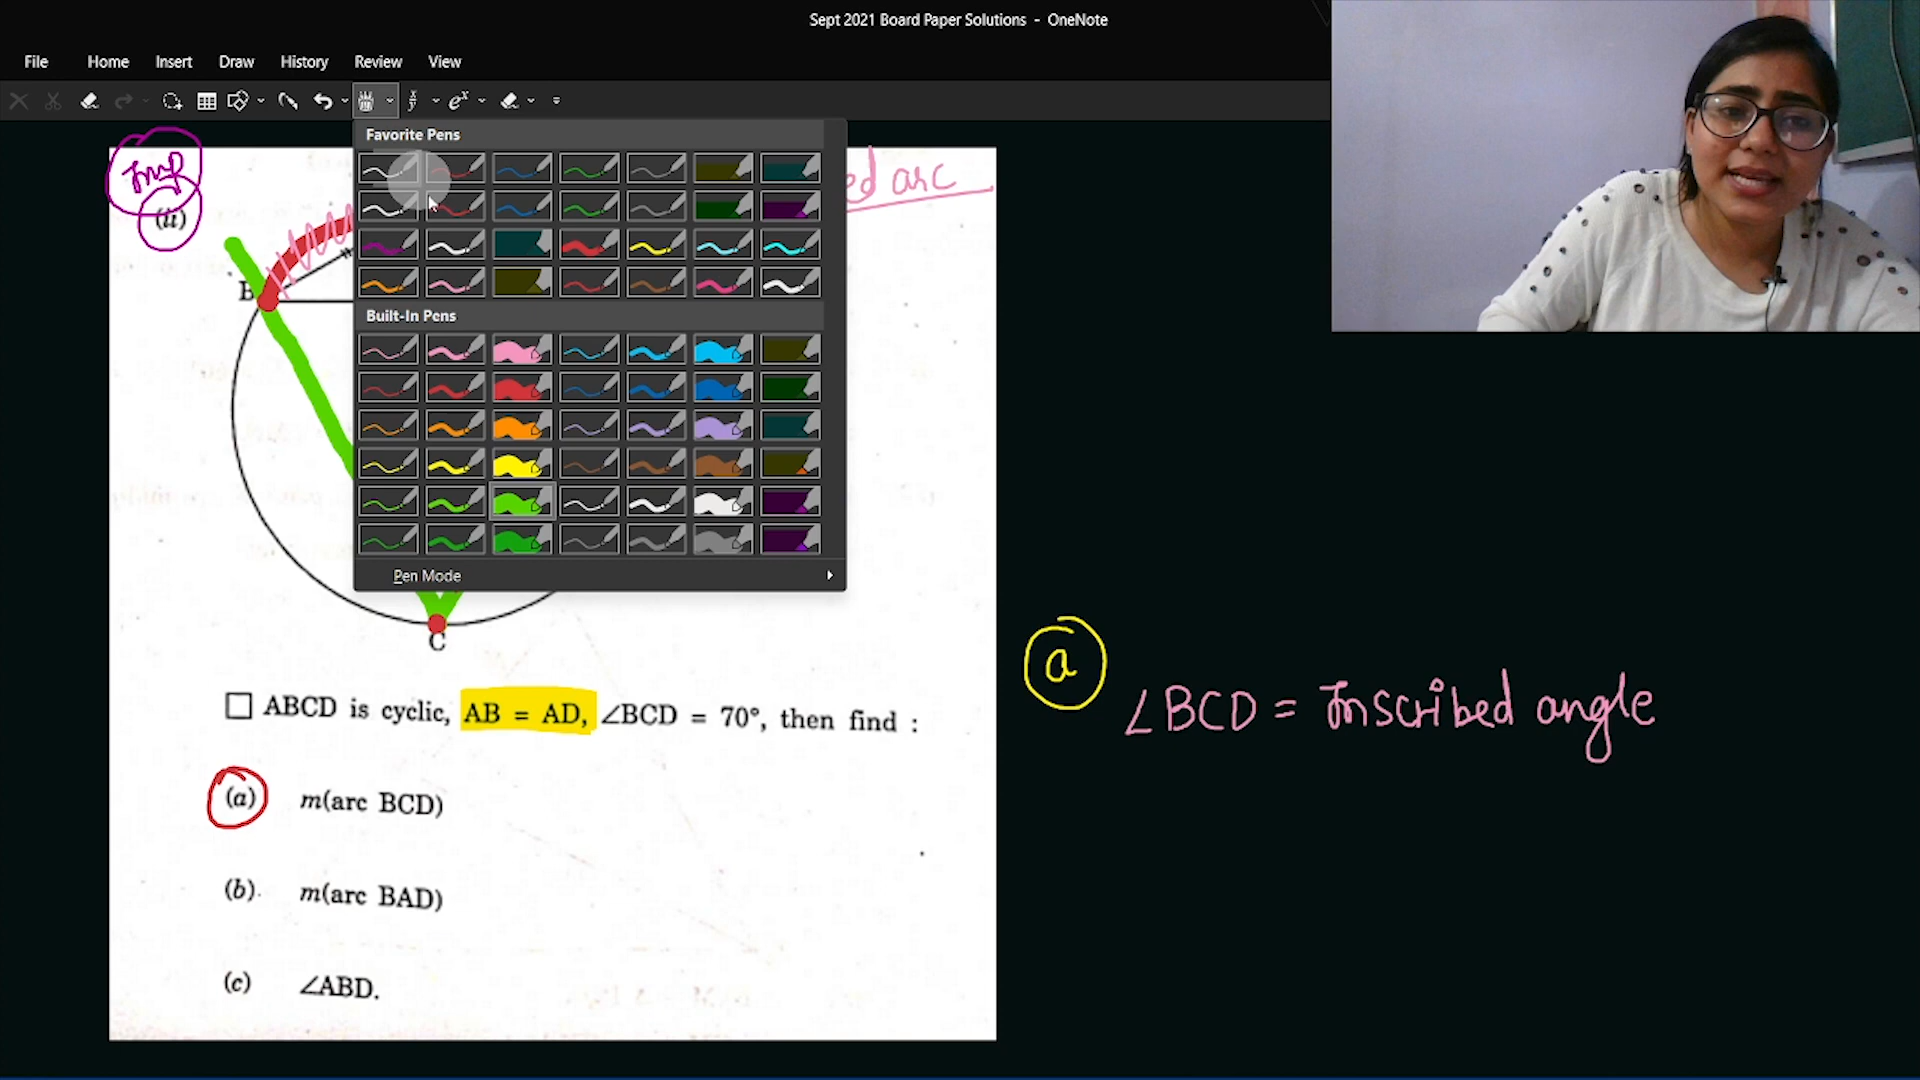 Sept 2021 Board Paper Solutions - OneNote
File Home Insert Draw History Review View
Favorite Pens
Built-In Pens
Pen Mode
Imp
(ii)
ed arc
B
C
□ ABCD is cyclic, AB = AD, ∠BCD = 70°, then find :
(a) m(arc BCD)
(b). m(arc BAD)
(c) ∠ABD.
a
∠BCD = Inscribed angle